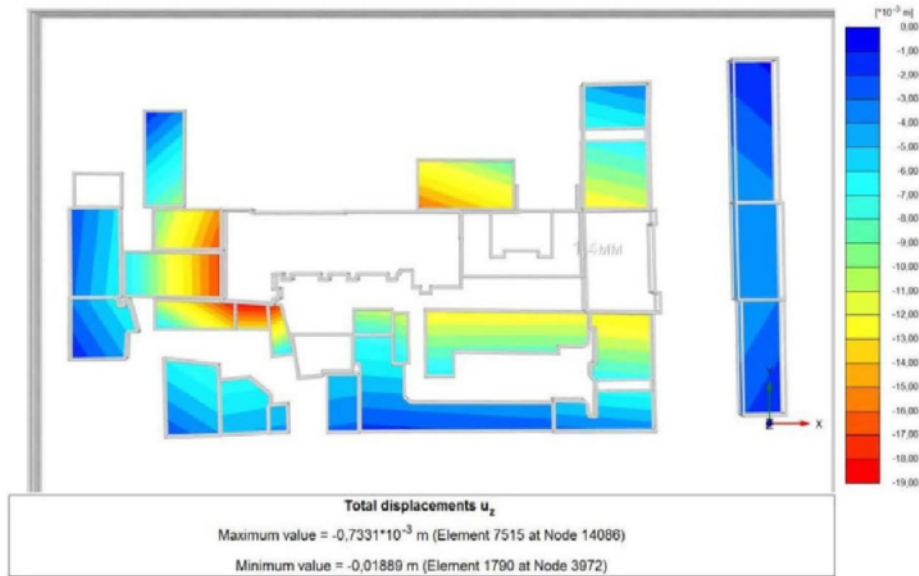 [*10⁻³ m]
0,00
-1,00
-2,00
-3,00
-4,00
-5,00
-6,00
-7,00
-8,00
-9,00
-10,00
-11,00
-12,00
-13,00
-14,00
-15,00
-16,00
-17,00
-18,00
-19,00
1,4мм
Y
X
Total displacements u_z
Maximum value = -0,7331*10⁻³ m (Element 7515 at Node 14086)
Minimum value = -0,01889 m (Element 1790 at Node 3972)